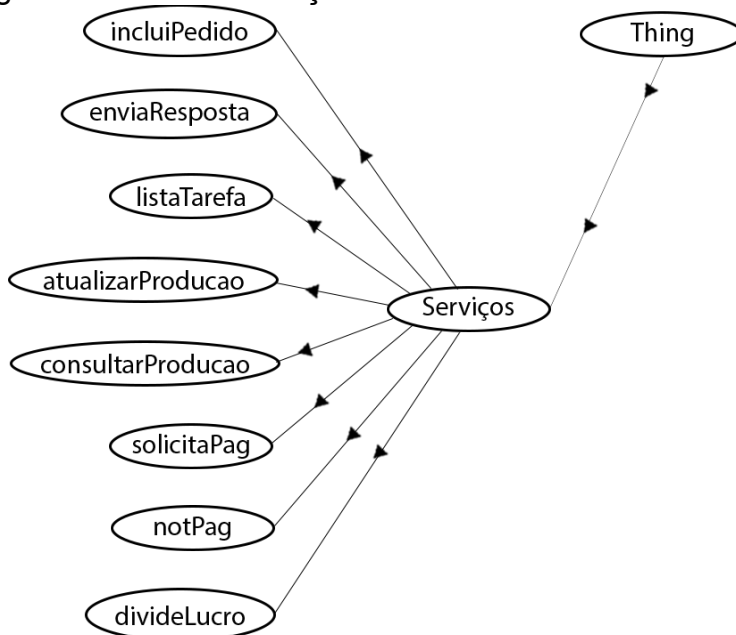 incluiPedido
Thing
enviaResposta
listaTarefa
atualizarProducao
Serviços
consultarProducao
solicitaPag
notPag
divideLucro